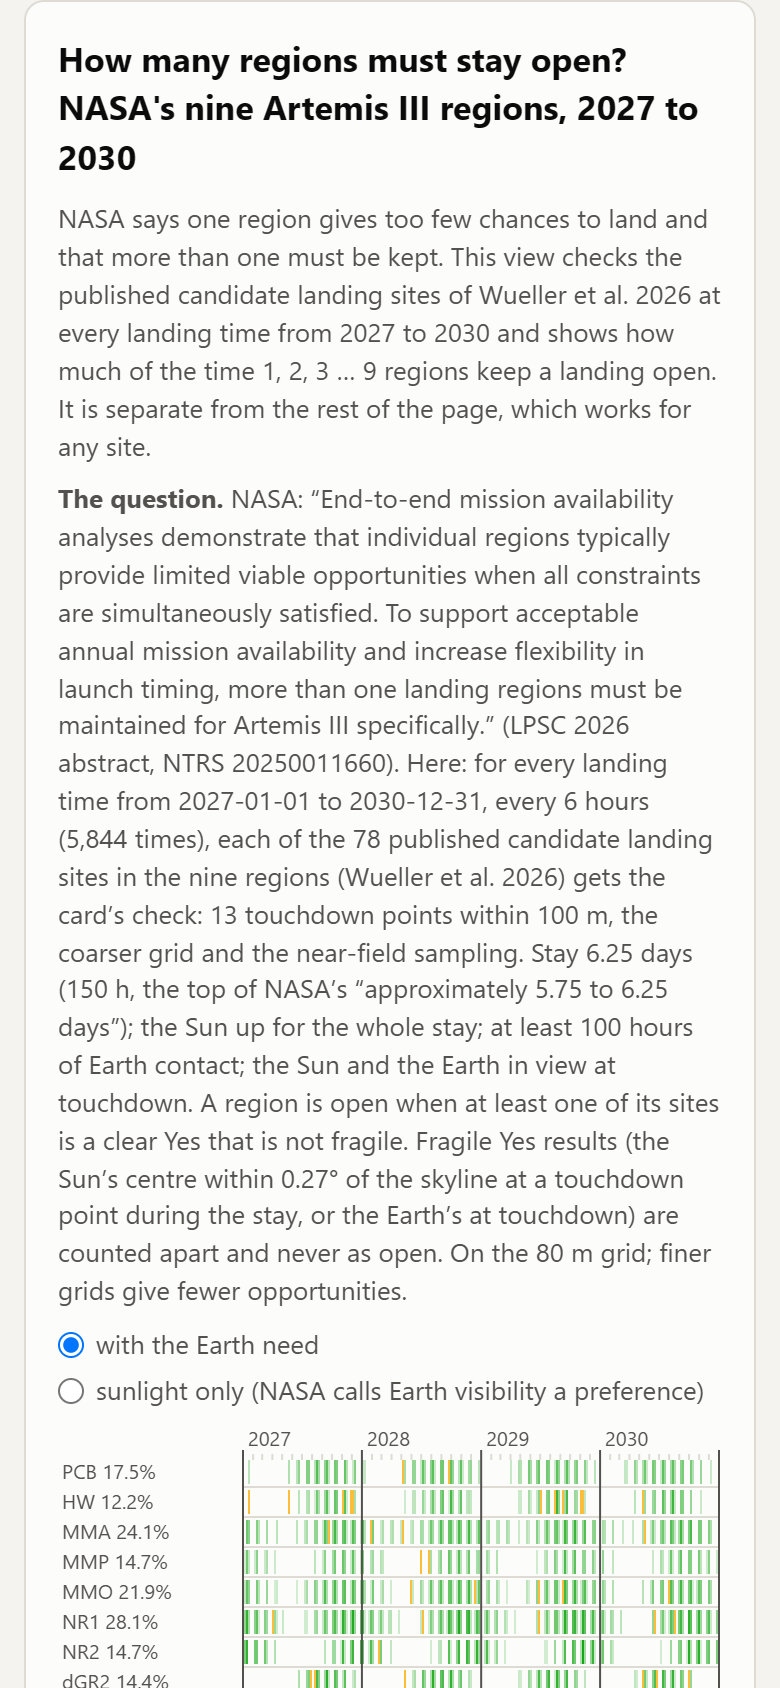 How many regions must stay open?
NASA's nine Artemis III regions, 2027 to
2030
NASA says one region gives too few chances to land and
that more than one must be kept. This view checks the
published candidate landing sites of Wueller et al. 2026 at
every landing time from 2027 to 2030 and shows how
much of the time 1, 2, 3 … 9 regions keep a landing open.
It is separate from the rest of the page, which works for
any site.
The question. NASA: “End-to-end mission availability
analyses demonstrate that individual regions typically
provide limited viable opportunities when all constraints
are simultaneously satisfied. To support acceptable
annual mission availability and increase flexibility in
launch timing, more than one landing regions must be
maintained for Artemis III specifically.” (LPSC 2026
abstract, NTRS 20250011660). Here: for every landing
time from 2027-01-01 to 2030-12-31, every 6 hours
(5,844 times), each of the 78 published candidate landing
sites in the nine regions (Wueller et al. 2026) gets the
card’s check: 13 touchdown points within 100 m, the
coarser grid and the near-field sampling. Stay 6.25 days
(150 h, the top of NASA’s “approximately 5.75 to 6.25
days”); the Sun up for the whole stay; at least 100 hours
of Earth contact; the Sun and the Earth in view at
touchdown. A region is open when at least one of its sites
is a clear Yes that is not fragile. Fragile Yes results (the
Sun’s centre within 0.27° of the skyline at a touchdown
point during the stay, or the Earth’s at touchdown) are
counted apart and never as open. On the 80 m grid; finer
grids give fewer opportunities.
with the Earth need
sunlight only (NASA calls Earth visibility a preference)
2027 2028 2029 2030
PCB 17.5%
HW 12.2%
MMA 24.1%
MMP 14.7%
MMO 21.9%
NR1 28.1%
NR2 14.7%
dGR2 14.4%